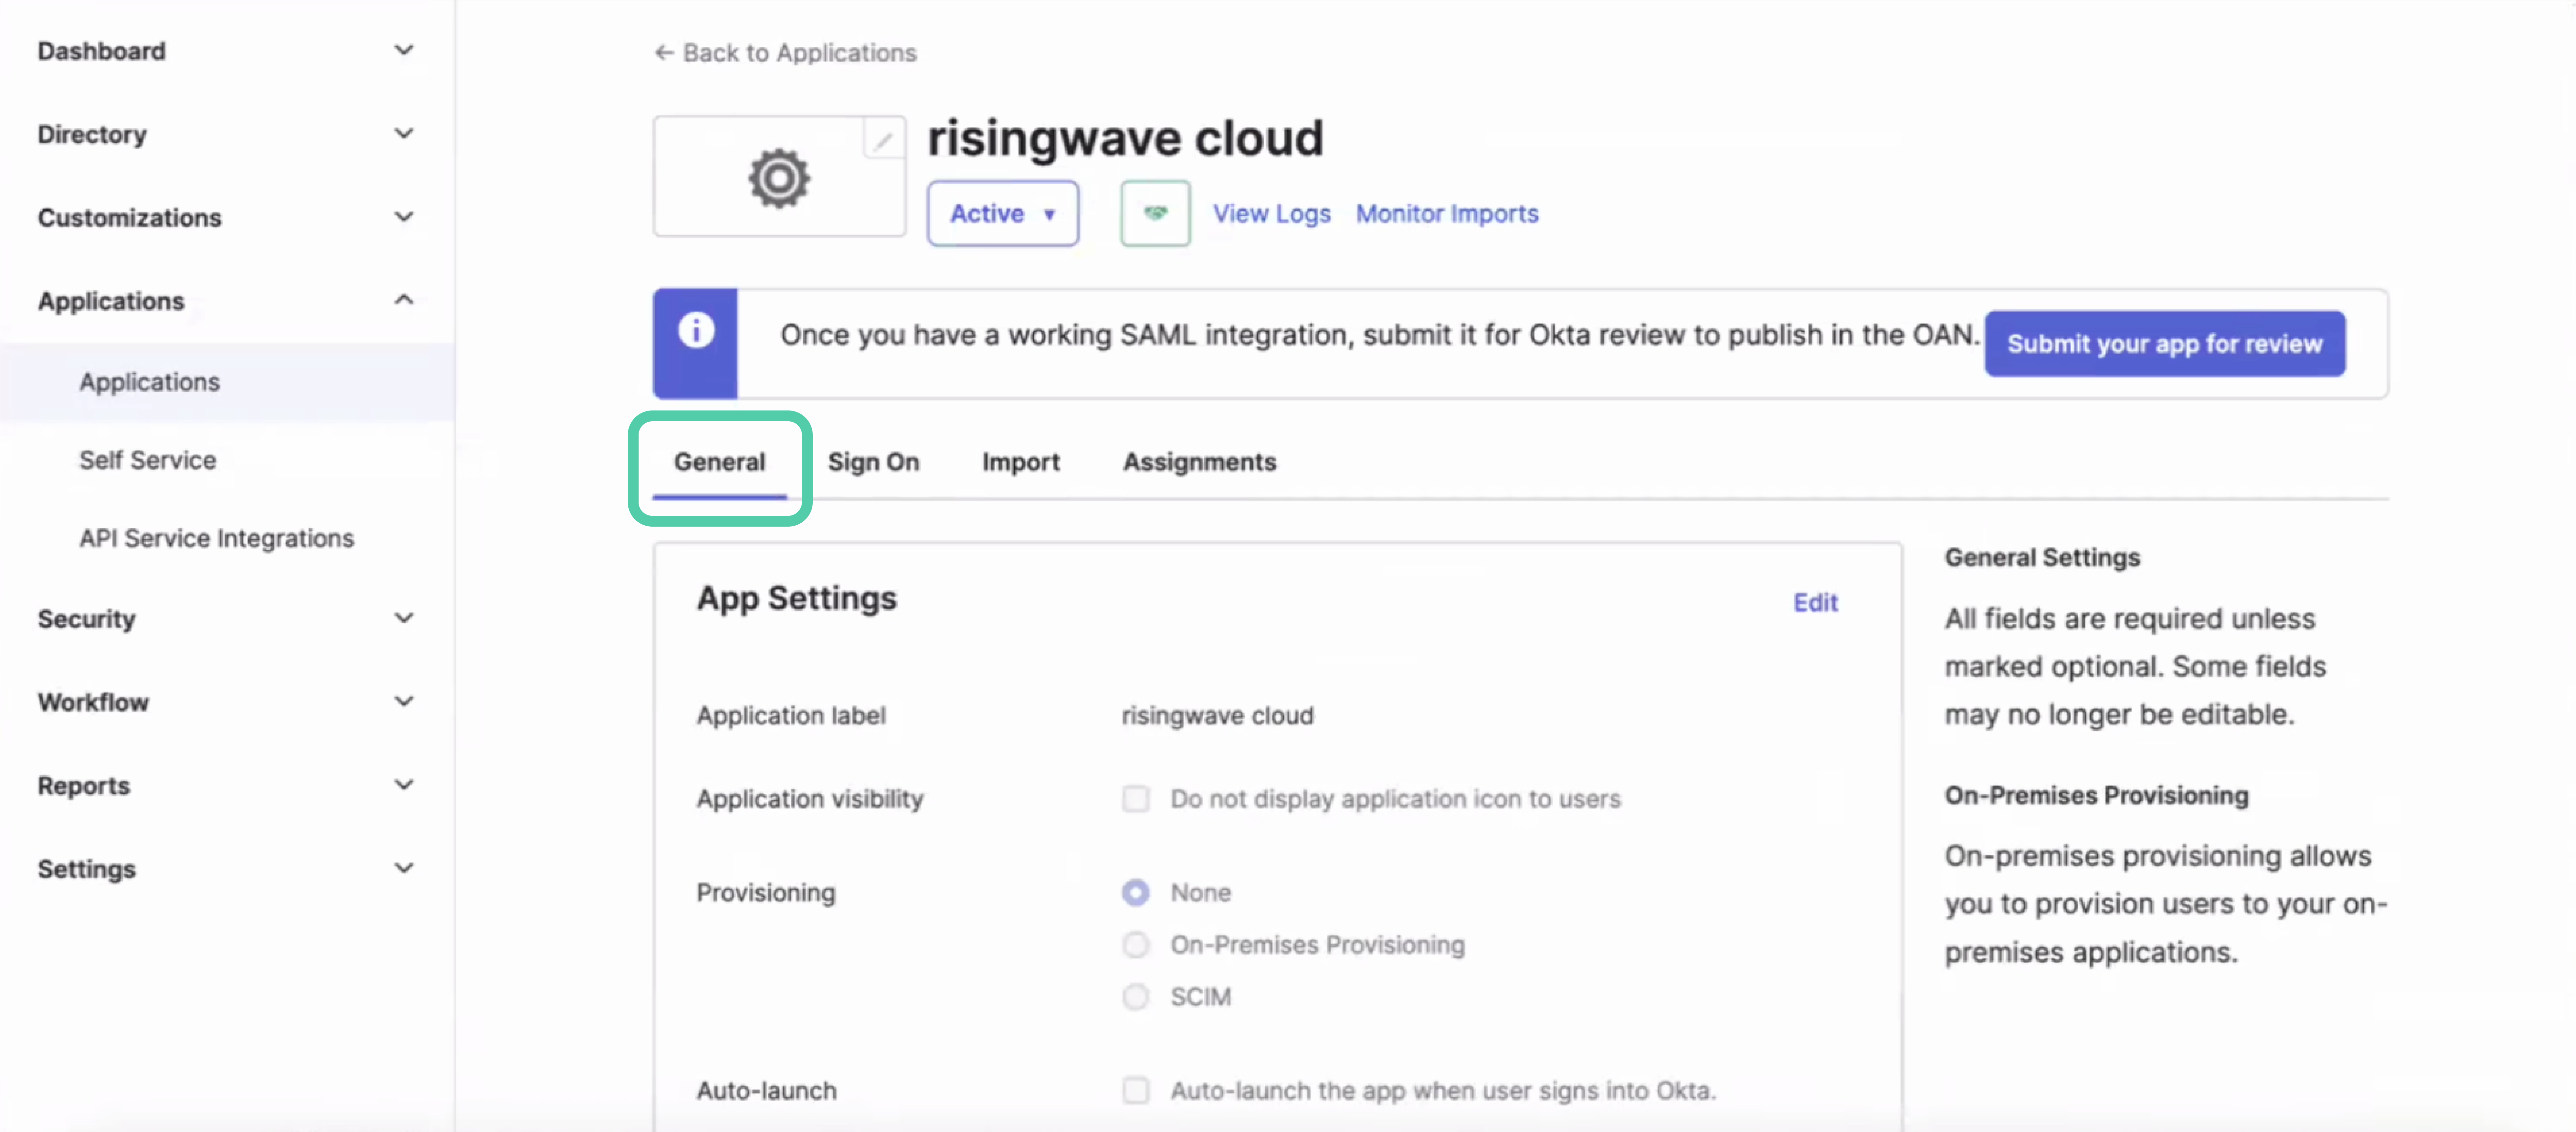 Dashboard
Directory
Customizations
Applications
Applications
Self Service
API Service Integrations
Security
Workflow
Reports
Settings
← Back to Applications
risingwave cloud
Active ▼
View Logs Monitor Imports
Once you have a working SAML integration, submit it for Okta review to publish in the OAN.
Submit your app for review
General Sign On Import Assignments
App Settings
Edit
Application label risingwave cloud
Application visibility Do not display application icon to users
Provisioning None
On-Premises Provisioning
SCIM
Auto-launch Auto-launch the app when user signs into Okta.
General Settings
All fields are required unless
marked optional. Some fields
may no longer be editable.
On-Premises Provisioning
On-premises provisioning allows
you to provision users to your on-
premises applications.